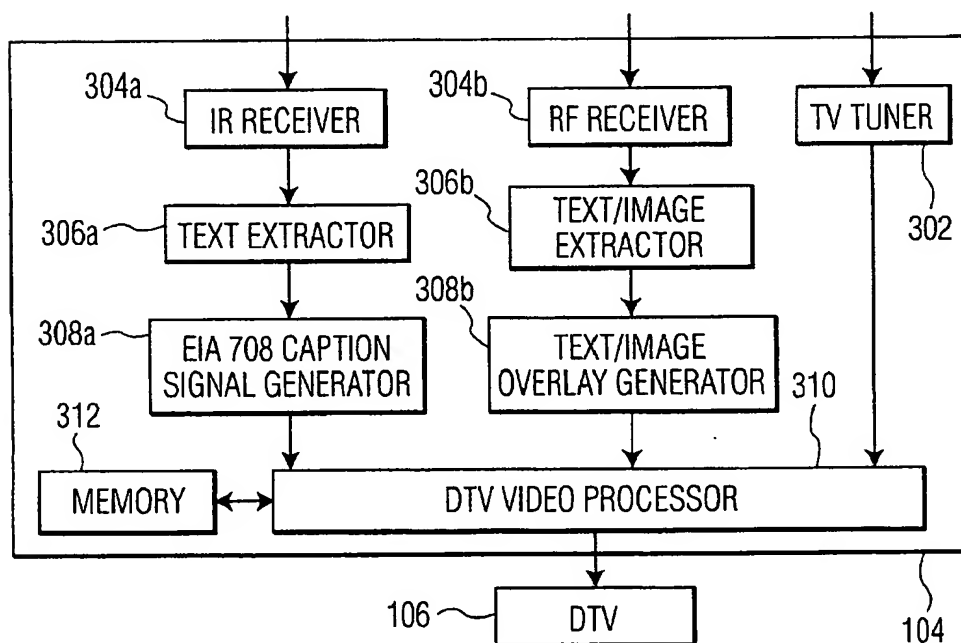 304a
IR RECEIVER
304b
RF RECEIVER
TV TUNER
302
306a
TEXT EXTRACTOR
306b
TEXT/IMAGE
EXTRACTOR
308a
EIA 708 CAPTION
SIGNAL GENERATOR
308b
TEXT/IMAGE
OVERLAY GENERATOR
310
312
MEMORY
DTV VIDEO PROCESSOR
106
DTV
104